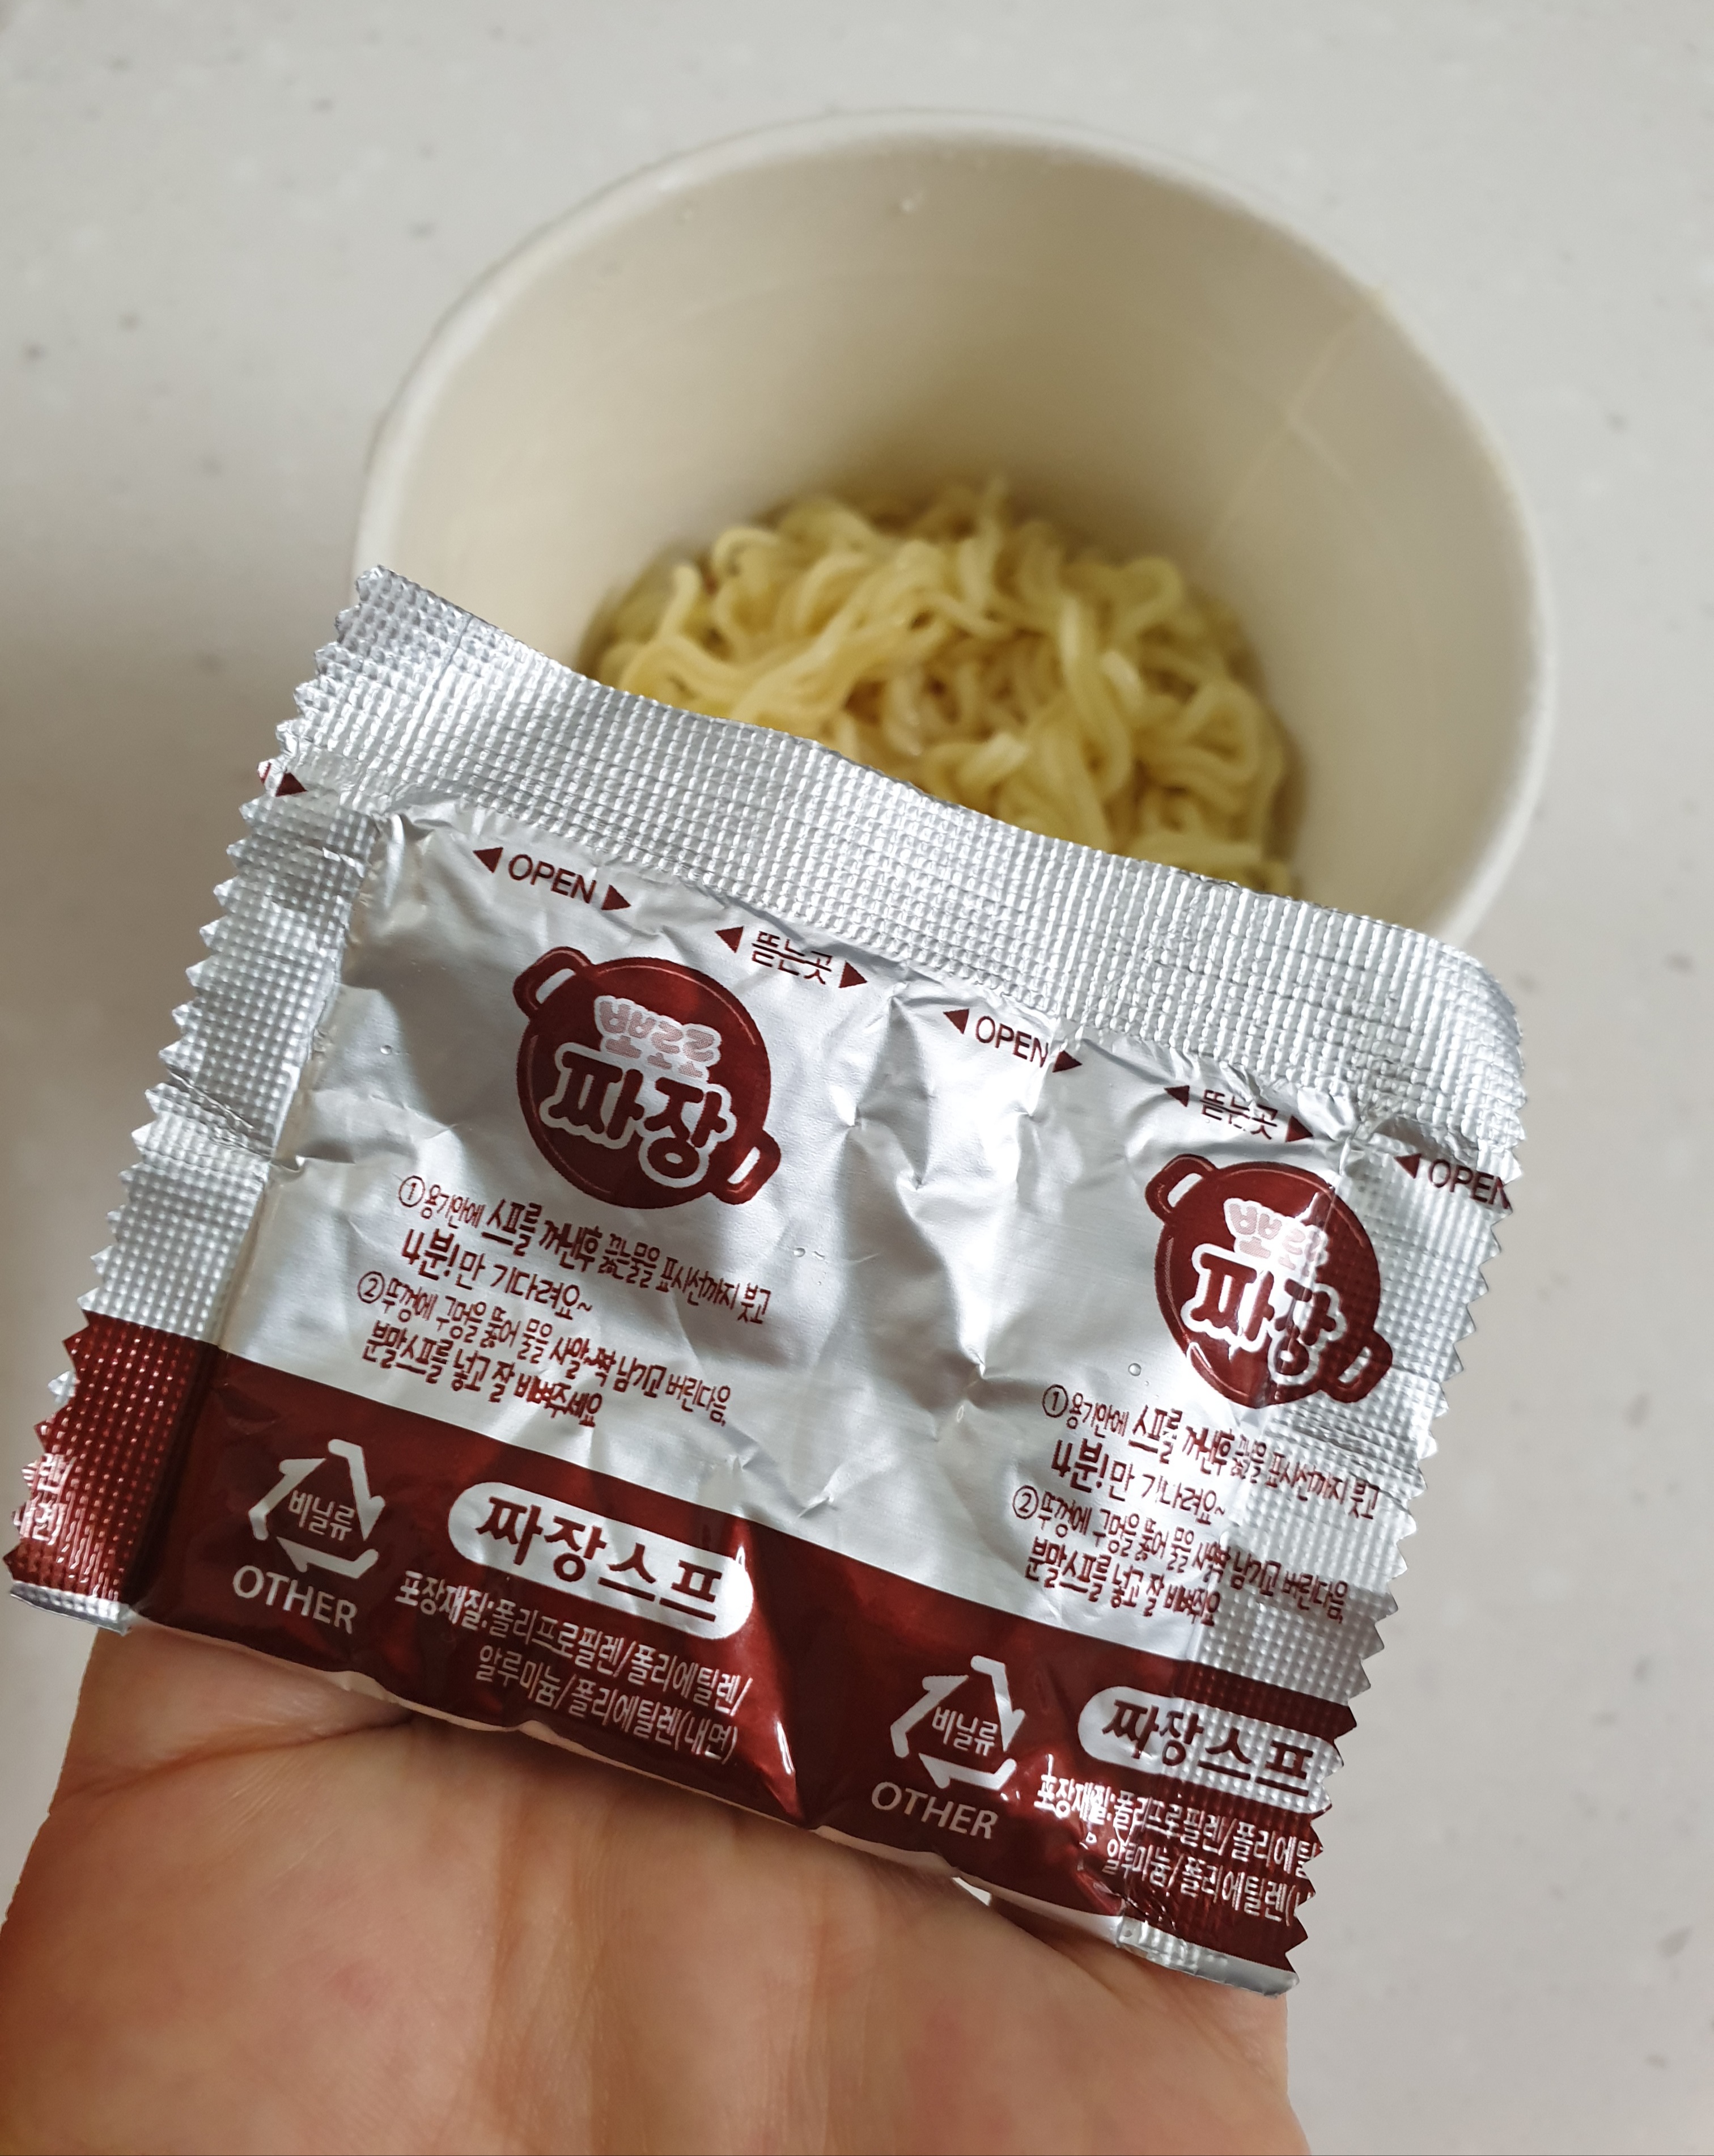 OPEN
뜯는곳
OPEN
뜯는곳
OPEN
뽀로로
짜장
①용기안에 스프를 꺼낸후 끓는물을 표시선까지 붓고
4분!만 기다려요~
②뚜껑에 구멍을 뚫어 물을 사알~짝 남기고 버린다음,
분말스프를 넣고 잘 비벼주세요
비닐류
OTHER
짜장스프
포장재질:폴리프로필렌/폴리에틸렌/
알루미늄/폴리에틸렌(내면)
뽀로로
짜장
①용기안에 스프를 꺼낸후 끓는물을 표시선까지 붓고
4분!만 기다려요~
②뚜껑에 구멍을 뚫어 물을 사알~짝 남기고 버린다음,
분말스프를 넣고 잘 비벼주세요
비닐류
OTHER
짜장스프
포장재질:폴리프로필렌/폴리에틸
알루미늄/폴리에틸렌(